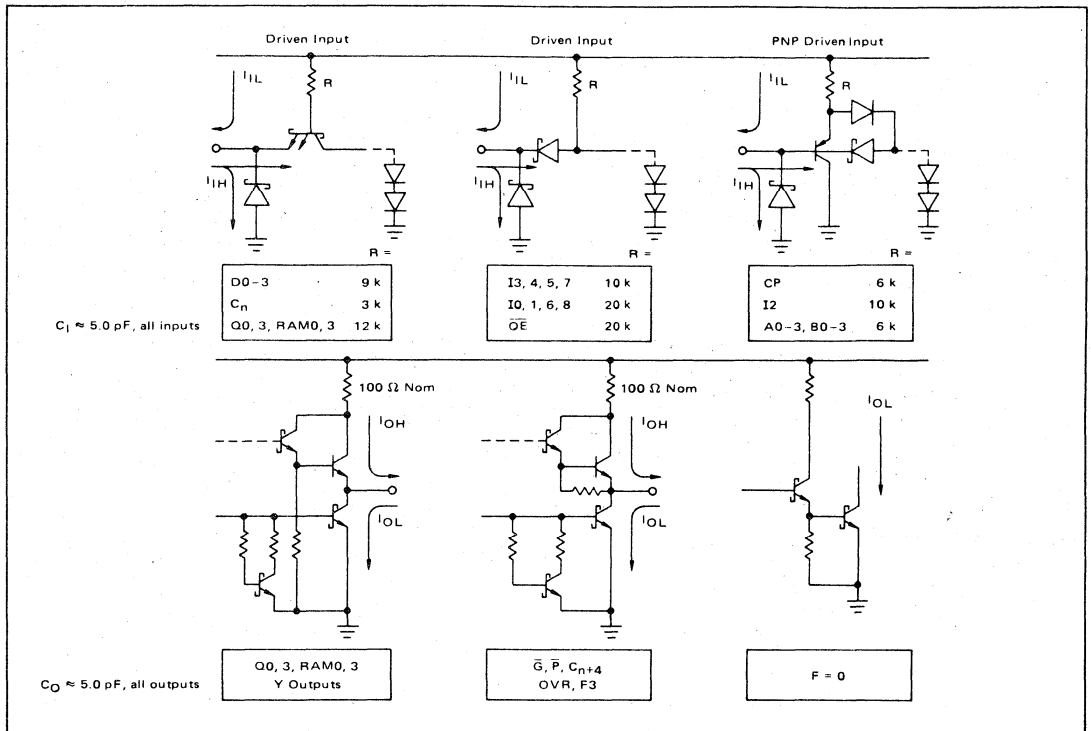 Driven Input
Driven Input
PNP Driven Input
IIL
R
IIL
R
IIL
R
IIH
IIH
IIH
R =
R =
R =
D0-3 9 k
Cn 3 k
Q0, 3, RAM0, 3 12 k
I3, 4, 5, 7 10 k
I0, 1, 6, 8 20 k
O̅E̅ 20 k
CP 6 k
I2 10 k
A0-3, B0-3 6 k
CI ≈ 5.0 pF, all inputs
100 Ω Nom
100 Ω Nom
IOH
IOH
IOL
IOL
IOL
Q0, 3, RAM0, 3
Y Outputs
G̅, P̅, Cn+4
OVR, F3
F = 0
CO ≈ 5.0 pF, all outputs